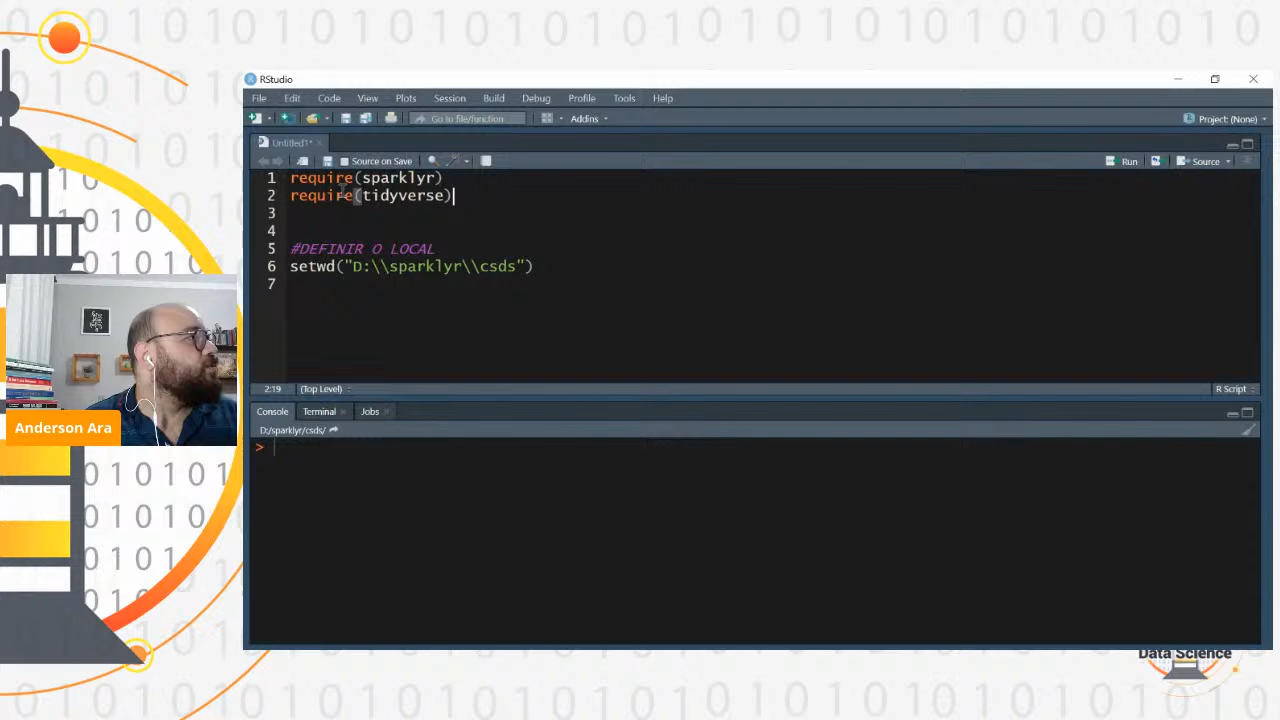 RStudio
File Edit Code View Plots Session Build Debug Profile Tools Help
Go to file/function Addins Project: (None)
Untitled1*
Source on Save Run Source
1 require(sparklyr)
2 require(tidyverse)
3
4
5 #DEFINIR O LOCAL
6 setwd("D:\\sparklyr\\csds")
7
2:19 (Top Level) R Script
Console Terminal Jobs
D:/sparklyr/csds/
>
Anderson Ara
Data Science